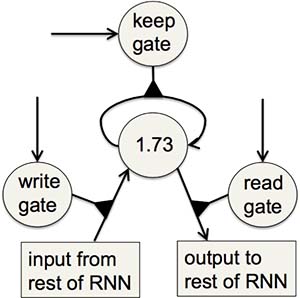 keep
gate
1.73
write
gate
read
gate
input from
rest of RNN
output to
rest of RNN